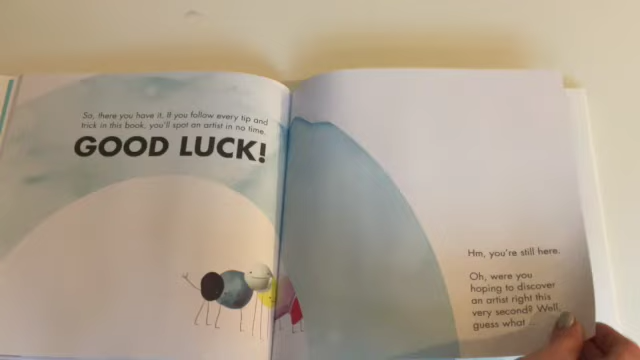 So, there you have it. If you follow every tip and
trick in this book, you'll spot an artist in no time.
GOOD LUCK!
Hm, you're still here.
Oh, were you
hoping to discover
an artist right this
very second? Well,
guess what